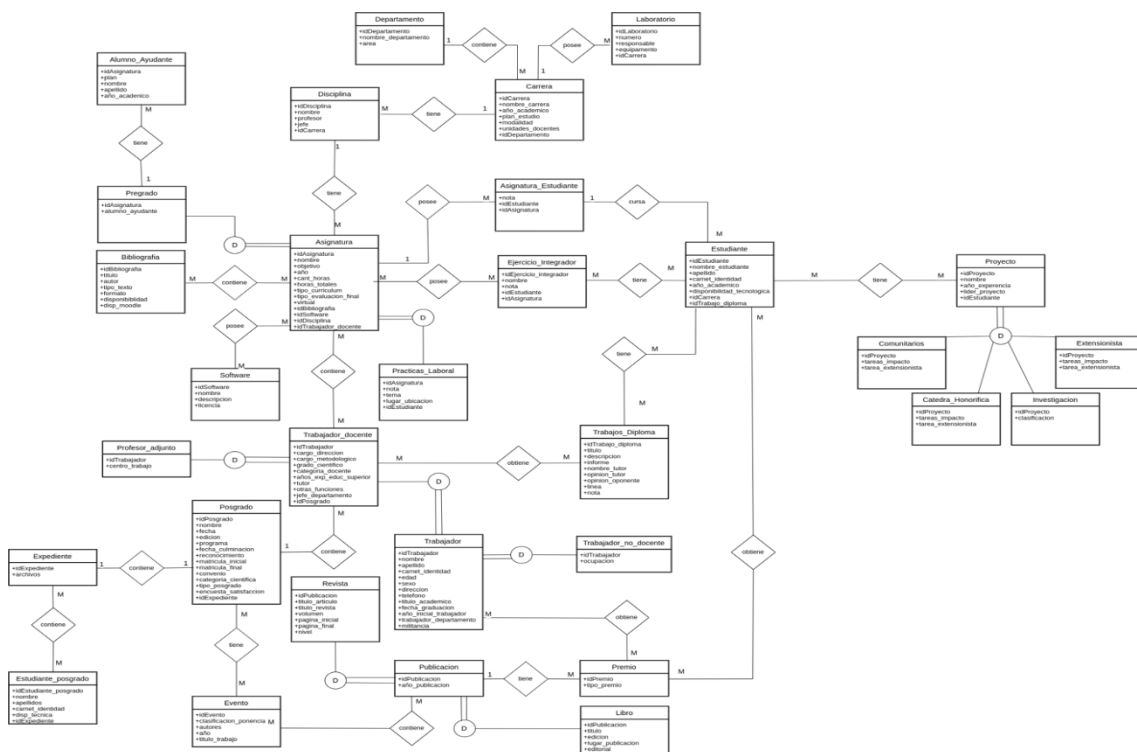 Departamento
+idDepartamento
+nombre_departamento
+area
1
contiene
M
Laboratorio
+idLaboratorio
+numero
+responsable
+equipamento
+idCarrera
M
posee
1
Alumno_Ayudante
+idAsignatura
+plan
+nombre
+apellido
+año_academico
M
tiene
1
Disciplina
+idDisciplina
+nombre
+profesor
+jefe
+idCarrera
M
tiene
1
Carrera
+idCarrera
+nombre_carrera
+año_academico
+plan_estudio
+modalidad
+unidades_docentes
+idDepartamento
1
tiene
M
Pregrado
+idAsignatura
+alumno_ayudante
D
Asignatura_Estudiante
+nota
+idEstudiante
+idAsignatura
posee
M
1
1
cursa
M
Bibliografia
+idBibliografia
+titulo
+autor
+tipo_texto
+formato
+disponibibilidad
+disp_moodle
M
contiene
M
Asignatura
+idAsignatura
+nombre
+objetivo
+año
+cant_horas
+horas_totales
+tipo_curriculum
+tipo_evaluacion_final
+virtual
+idBibliografia
+idSoftware
+idDisciplina
+idTrabajador_docente
M
posee
M
Ejercicio_Integrador
+idEjercicio_integrador
+nombre
+nota
+idEstudiante
+idAsignatura
M
tiene
M
Estudiante
+idEstudiante
+nombre_estudiante
+apellido
+carnet_identidad
+año_academico
+disponibilidad_tecnologica
+idCarrera
+idTrabajo_diploma
M
tiene
M
Proyecto
+idProyecto
+nombre
+año_experencia
+lider_proyecto
+idEstudiante
D
Comunitarios
+idProyecto
+tareas_impacto
+tarea_extensionista
Extensionista
+idProyecto
+tareas_impacto
+tarea_extensionista
Catedra_Honorifica
+idProyecto
+tareas_impacto
+tarea_extensionista
Investigacion
+idProyecto
+clasificacion
M
posee
M
Software
+idSoftware
+nombre
+descripcion
+licencia
D
Practicas_Laboral
+idAsignatura
+nota
+tema
+lugar_ubicacion
+idEstudiante
M
contiene
M
M
tiene
M
Trabajos_Diploma
+idTrabajo_diploma
+titulo
+descripcion
+informe
+nombre_tutor
+opinion_tutor
+opinion_oponente
+linea
+nota
Profesor_adjunto
+idTrabajador
+centro_trabajo
D
Trabajador_docente
+idTrabajador
+cargo_direccion
+cargo_metodologico
+grado_cientifico
+categoria_docente
+años_exp_educ_superior
+tutor
+otras_funciones
+jefe_departamento
+idPosgrado
M
obtiene
M
D
M
contiene
1
Posgrado
+idPosgrado
+nombre
+fecha
+edicion
+programa
+fecha_culminacion
+reconocimiento
+matricula_inicial
+matricula_final
+convenio
+categoria_cientifica
+tipo_posgrado
+encuesta_satisfaccion
+idExpediente
Expediente
+idExpediente
+archivos
1
contiene
1
M
contiene
M
Estudiante_posgrado
+idEstudiante_posgrado
+nombre
+apellidos
+carnet_identidad
+disp_tecnica
+idExpediente
M
tiene
M
Evento
+idEvento
+clasificacion_ponencia
+autores
+año
+titulo_trabajo
M
contiene
M
Revista
+idPublicacion
+titulo_articulo
+titulo_revista
+volumen
+pagina_inicial
+pagina_final
+nivel
D
Trabajador
+idTrabajador
+nombre
+apellido
+carnet_identidad
+edad
+sexo
+direccion
+telefono
+titulo_academico
+fecha_graduacion
+año_inicial_trabajador
+trabajador_departamento
+militancia
D
Trabajador_no_docente
+idTrabajador
+ocupacion
M
obtiene
M
Publicacion
+idPublicacion
+año_publicacion
1
tiene
M
Premio
+idPremio
+tipo_premio
M
obtiene
M
D
Libro
+idPublicacion
+titulo
+edicion
+lugar_publicacion
+editorial